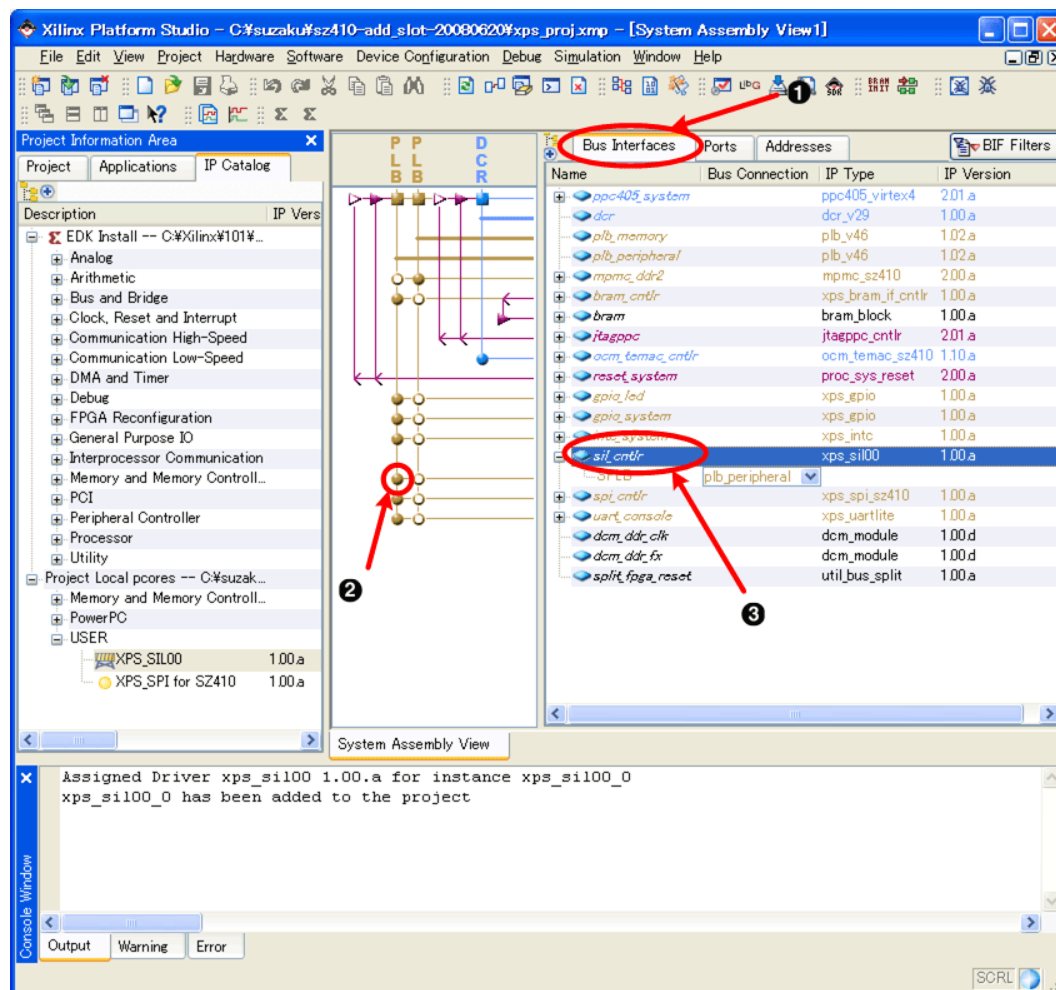 Xilinx Platform Studio - C:¥suzaku¥sz410-add_slot-20080620¥xps_proj.xmp - [System Assembly View1]
File Edit View Project Hardware Software Device Configuration Debug Simulation Window Help
❶
Project Information Area
Project Applications IP Catalog
Description IP Vers
EDK Install -- C:¥Xilinx¥101¥...
Analog
Arithmetic
Bus and Bridge
Clock, Reset and Interrupt
Communication High-Speed
Communication Low-Speed
DMA and Timer
Debug
FPGA Reconfiguration
General Purpose IO
Interprocessor Communication
Memory and Memory Controll...
PCI
Peripheral Controller
Processor
Utility
Project Local pcores -- C:¥suzak...
Memory and Memory Controll...
PowerPC
USER
XPS_SIL00 1.00.a
XPS_SPI for SZ410 1.00.a
PLB PLB DCR
❷
System Assembly View
Bus Interfaces Ports Addresses BIF Filters
Name Bus Connection IP Type IP Version
ppc405_system ppc405_virtex4 2.01.a
dcr dcr_v29 1.00.a
plb_memory plb_v46 1.02.a
plb_peripheral plb_v46 1.02.a
mpmc_ddr2 mpmc_sz410 2.00.a
bram_cntlr xps_bram_if_cntlr 1.00.a
bram bram_block 1.00.a
jtagppc jtagppc_cntlr 2.01.a
ocm_temac_cntlr ocm_temac_sz410 1.10.a
reset_system proc_sys_reset 2.00.a
gpio_led xps_gpio 1.00.a
gpio_system xps_gpio 1.00.a
intc_system xps_intc 1.00.a
sil_cntlr xps_sil00 1.00.a
SPLB plb_peripheral
spi_cntlr xps_spi_sz410 1.00.a
uart_console xps_uartlite 1.00.a
dcm_ddr_clk dcm_module 1.00.d
dcm_ddr_fx dcm_module 1.00.d
split_fpga_reset util_bus_split 1.00.a
❸
Assigned Driver xps_sil00 1.00.a for instance xps_sil00_0
xps_sil00_0 has been added to the project
Console Window
Output Warning Error
SCRL